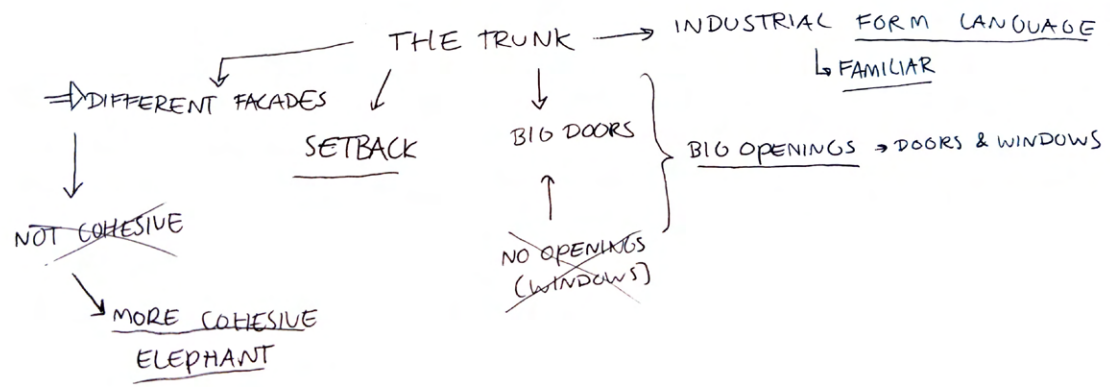 THE TRUNK → INDUSTRIAL FORM LANGUAGE
↳ FAMILIAR
⇒ DIFFERENT FACADES
SETBACK
BIG DOORS
BIG OPENINGS → DOORS & WINDOWS
NOT COHESIVE
NO OPENINGS
(WINDOWS)
MORE COHESIVE
ELEPHANT